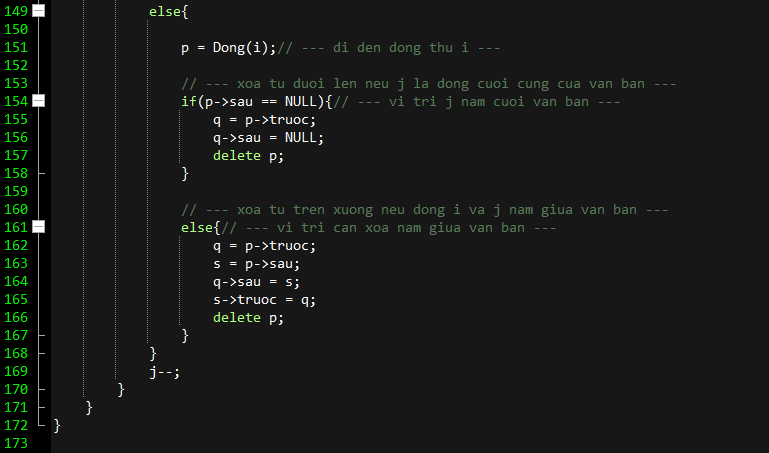 149 else{
150
151 p = Dong(i);// --- di den dong thu i ---
152
153 // --- xoa tu duoi len neu j la dong cuoi cung cua van ban ---
154 if(p->sau == NULL){// --- vi tri j nam cuoi van ban ---
155 q = p->truoc;
156 q->sau = NULL;
157 delete p;
158 }
159
160 // --- xoa tu tren xuong neu dong i va j nam giua van ban ---
161 else{// --- vi tri can xoa nam giua van ban ---
162 q = p->truoc;
163 s = p->sau;
164 q->sau = s;
165 s->truoc = q;
166 delete p;
167 }
168 }
169 j--;
170 }
171 }
172 }
173